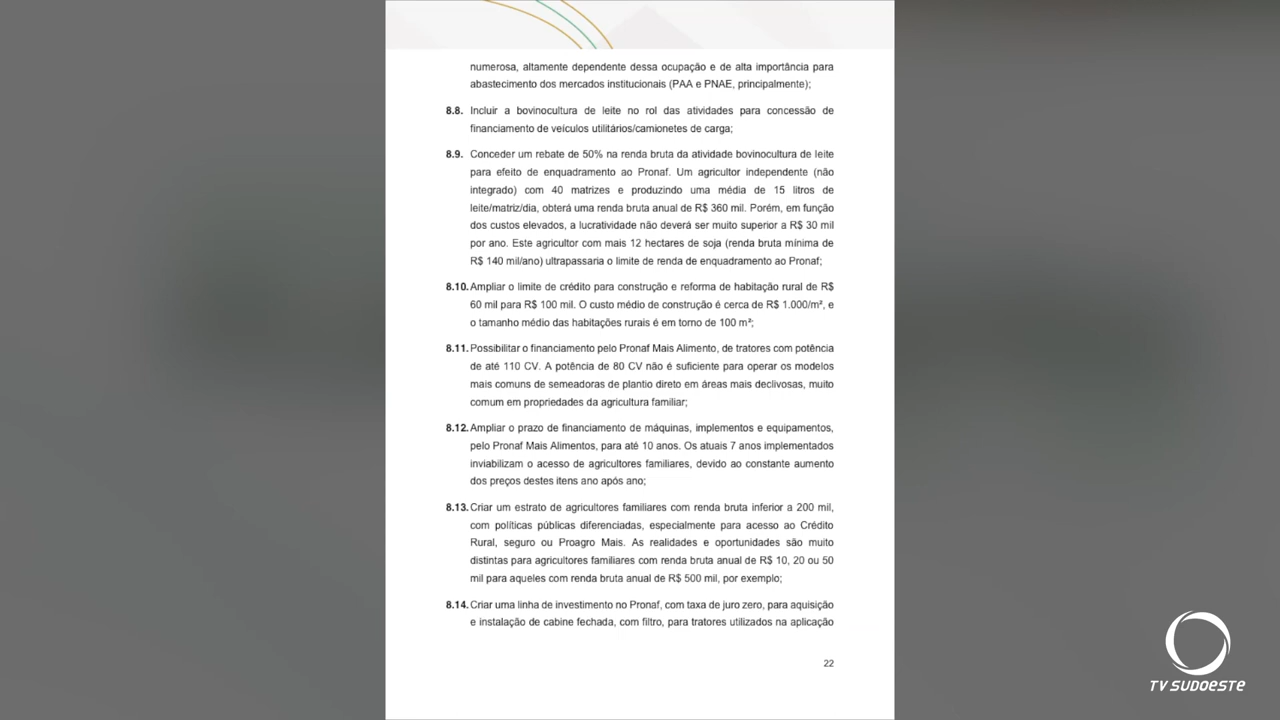 numerosa, altamente dependente dessa ocupação e de alta importância para
abastecimento dos mercados institucionais (PAA e PNAE, principalmente);
8.8. Incluir a bovinocultura de leite no rol das atividades para concessão de
financiamento de veículos utilitários/camionetes de carga;
8.9. Conceder um rebate de 50% na renda bruta da atividade bovinocultura de leite
para efeito de enquadramento ao Pronaf. Um agricultor independente (não
integrado) com 40 matrizes e produzindo uma média de 15 litros de
leite/matriz/dia, obterá uma renda bruta anual de R$ 360 mil. Porém, em função
dos custos elevados, a lucratividade não deverá ser muito superior a R$ 30 mil
por ano. Este agricultor com mais 12 hectares de soja (renda bruta mínima de
R$ 140 mil/ano) ultrapassaria o limite de renda de enquadramento ao Pronaf;
8.10. Ampliar o limite de crédito para construção e reforma de habitação rural de R$
60 mil para R$ 100 mil. O custo médio de construção é cerca de R$ 1.000/m², e
o tamanho médio das habitações rurais é em torno de 100 m²;
8.11. Possibilitar o financiamento pelo Pronaf Mais Alimento, de tratores com potência
de até 110 CV. A potência de 80 CV não é suficiente para operar os modelos
mais comuns de semeadoras de plantio direto em áreas mais declivosas, muito
comum em propriedades da agricultura familiar;
8.12. Ampliar o prazo de financiamento de máquinas, implementos e equipamentos,
pelo Pronaf Mais Alimentos, para até 10 anos. Os atuais 7 anos implementados
inviabilizam o acesso de agricultores familiares, devido ao constante aumento
dos preços destes itens ano após ano;
8.13. Criar um estrato de agricultores familiares com renda bruta inferior a 200 mil,
com políticas públicas diferenciadas, especialmente para acesso ao Crédito
Rural, seguro ou Proagro Mais. As realidades e oportunidades são muito
distintas para agricultores familiares com renda bruta anual de R$ 10, 20 ou 50
mil para aqueles com renda bruta anual de R$ 500 mil, por exemplo;
8.14. Criar uma linha de investimento no Pronaf, com taxa de juro zero, para aquisição
e instalação de cabine fechada, com filtro, para tratores utilizados na aplicação
22
TV SUDOESTE